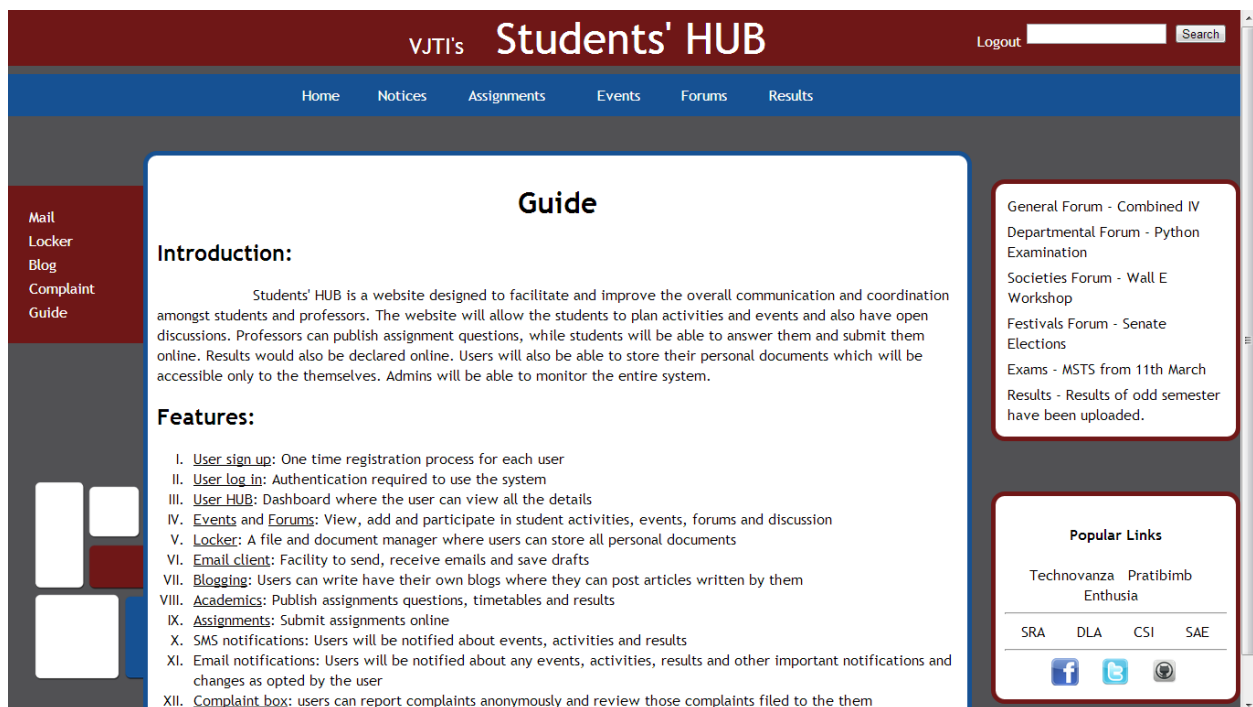 VJTI's Students' HUB
Logout
Search
Home Notices Assignments Events Forums Results
Mail
Locker
Blog
Complaint
Guide
Guide
Introduction:
Students' HUB is a website designed to facilitate and improve the overall communication and coordination
amongst students and professors. The website will allow the students to plan activities and events and also have open
discussions. Professors can publish assignment questions, while students will be able to answer them and submit them
online. Results would also be declared online. Users will also be able to store their personal documents which will be
accessible only to the themselves. Admins will be able to monitor the entire system.
Features:
I. User sign up: One time registration process for each user
II. User log in: Authentication required to use the system
III. User HUB: Dashboard where the user can view all the details
IV. Events and Forums: View, add and participate in student activities, events, forums and discussion
V. Locker: A file and document manager where users can store all personal documents
VI. Email client: Facility to send, receive emails and save drafts
VII. Blogging: Users can write have their own blogs where they can post articles written by them
VIII. Academics: Publish assignments questions, timetables and results
IX. Assignments: Submit assignments online
X. SMS notifications: Users will be notified about events, activities and results
XI. Email notifications: Users will be notified about any events, activities, results and other important notifications and
changes as opted by the user
XII. Complaint box: users can report complaints anonymously and review those complaints filed to the them
General Forum - Combined IV
Departmental Forum - Python
Examination
Societies Forum - Wall E
Workshop
Festivals Forum - Senate
Elections
Exams - MSTS from 11th March
Results - Results of odd semester
have been uploaded.
Popular Links
Technovanza Pratibimb
Enthusia
SRA DLA CSI SAE